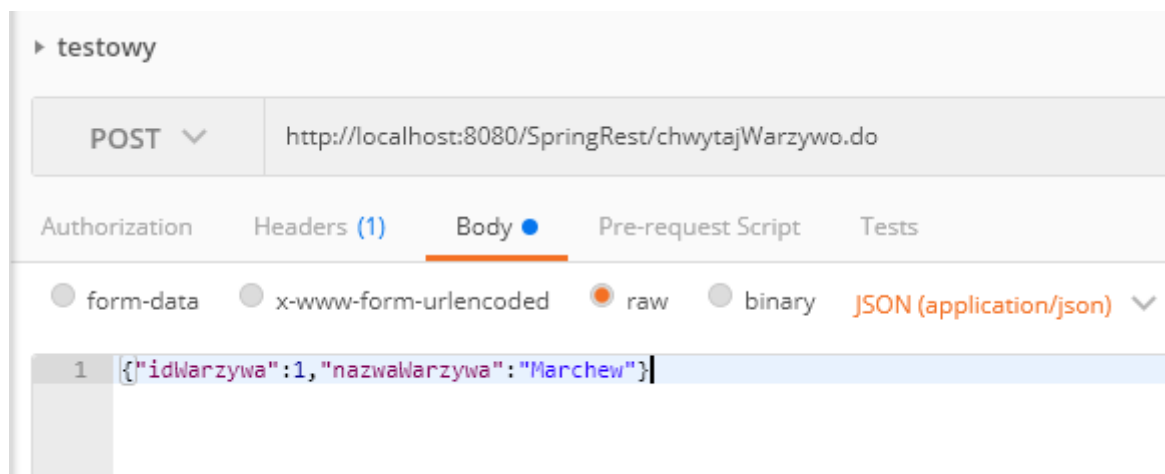 testowy
POST http://localhost:8080/SpringRest/chwytajWarzywo.do
Authorization Headers (1) Body Pre-request Script Tests
form-data x-www-form-urlencoded raw binary JSON (application/json)
1 {"idWarzywa":1,"nazwaWarzywa":"Marchew"}